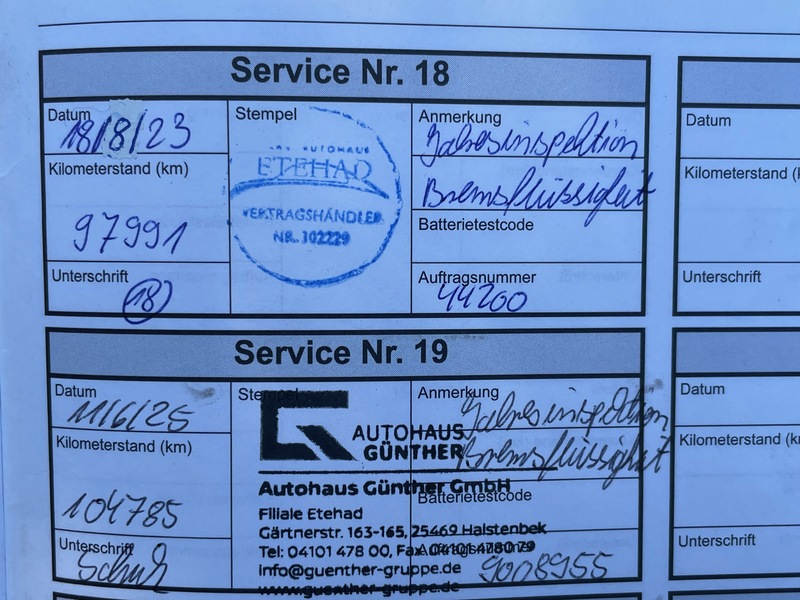 Service Nr. 18
Datum
18/8/23
Kilometerstand (km)
97991
Unterschrift
18
Stempel
AUTOHAUS
ETEHAD
VERTRAGSHÄNDLER
NR. 302229
Anmerkung
Jahresinspektion
Bremsflüssigkeit
Batterietestcode
Auftragsnummer
44200
Datum
Kilometerstand (k
Unterschrift
Service Nr. 19
Datum
11/6/25
Kilometerstand (km)
104785
Unterschrift
Stempel
AUTOHAUS
GÜNTHER
Autohaus Günther GmbH
Filiale Etehad
Gärtnerstr. 163-165, 25469 Halstenbek
Tel: 04101 478 00, Fax 04101 4780 79
info@guenther-gruppe.de
www.guenther-gruppe.de
Anmerkung
Jahresinspektion
Bremsflüssigkeit
Batterietestcode
Auftragsnummer
9008955
Datum
Kilometerstand (k
Unterschrift